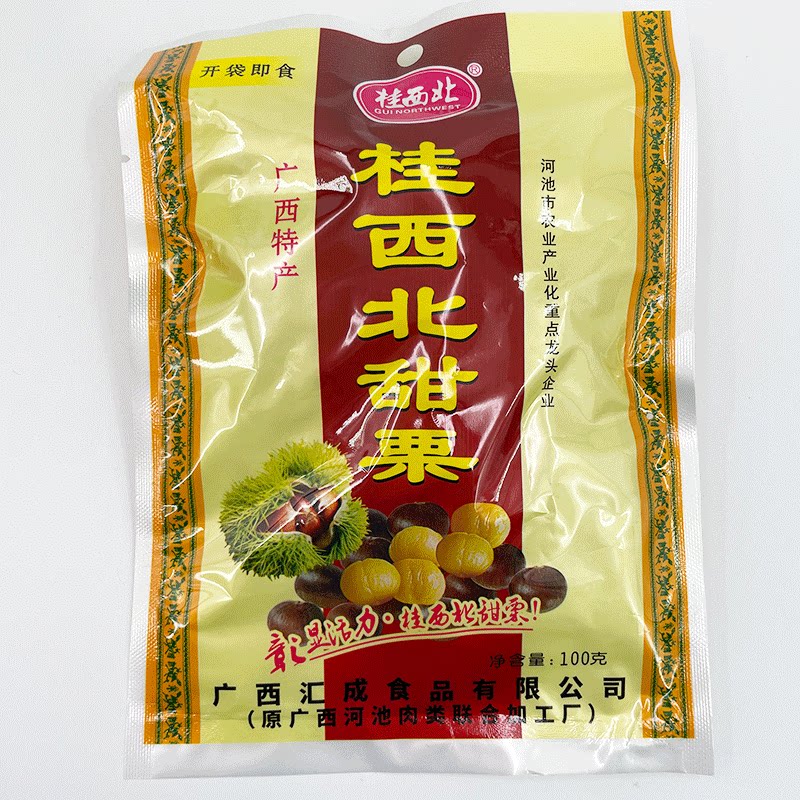 开袋即食
桂西北®
GUI NORTHWEST
广西特产
桂西北甜栗
河池市农业产业化重点龙头企业
彰显活力·桂西北甜栗!
净含量:100克
广西汇成食品有限公司
(原广西河池肉类联合加工厂)